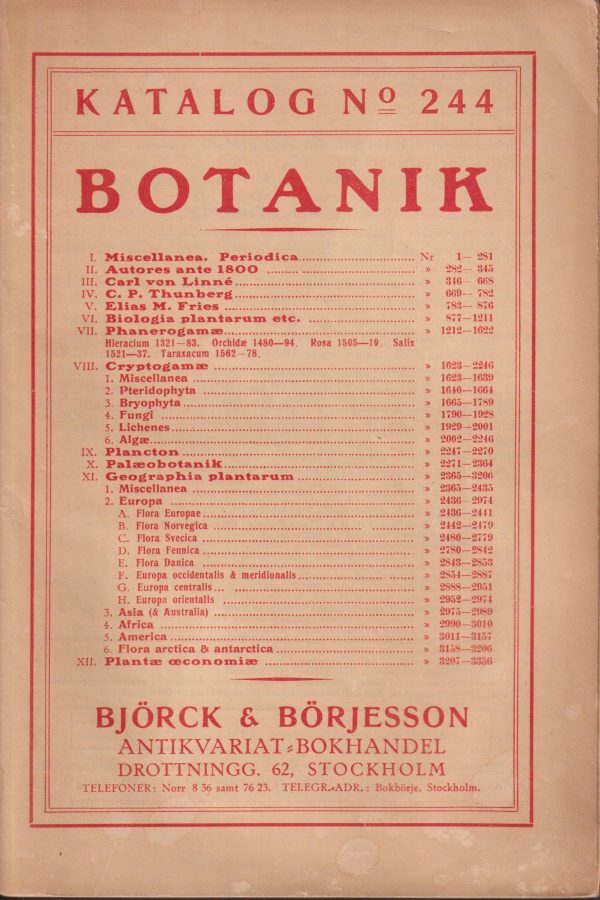 KATALOG Nº 244
BOTANIK
I. Miscellanea. Periodica Nr 1— 281
II. Autores ante 1800 » 282— 345
III. Carl von Linné » 346— 668
IV. C. P. Thunberg » 669— 782
V. Elias M. Fries » 783— 876
VI. Biologia plantarum etc. » 877—1211
VII. Phanerogamæ » 1212—1622
Hieracium 1321—83. Orchidæ 1480—94. Rosa 1505—19. Salix
1521—37. Taraxacum 1562—78.
VIII. Cryptogamæ » 1623—2246
1. Miscellanea » 1623—1639
2. Pteridophyta » 1640—1664
3. Bryophyta » 1665—1789
4. Fungi » 1790—1928
5. Lichenes » 1929—2001
6. Algæ » 2002—2246
IX. Plancton » 2247—2270
X. Palæobotanik » 2271—2364
XI. Geographia plantarum » 2365—3206
1. Miscellanea » 2365—2435
2. Europa » 2436—2974
A. Flora Europae » 2436—2441
B. Flora Norvegica » 2442—2479
C. Flora Svecica » 2480—2779
D. Flora Fennica » 2780—2842
E. Flora Danica » 2843—2853
F. Europa occidentalis & meridionalis » 2854—2887
G. Europa centralis » 2888—2951
H. Europa orientalis » 2952—2974
3. Asia (& Australia) » 2975—2989
4. Africa » 2990—3010
5. America » 3011—3157
6. Flora arctica & antarctica » 3158—3206
XII. Plantæ œconomiæ » 3207—3356
BJÖRCK & BÖRJESSON
ANTIKVARIAT-BOKHANDEL
DROTTNINGG. 62, STOCKHOLM
TELEFONER: Norr 8 36 samt 76 23. TELEGR.-ADR.: Bokbörje, Stockholm.